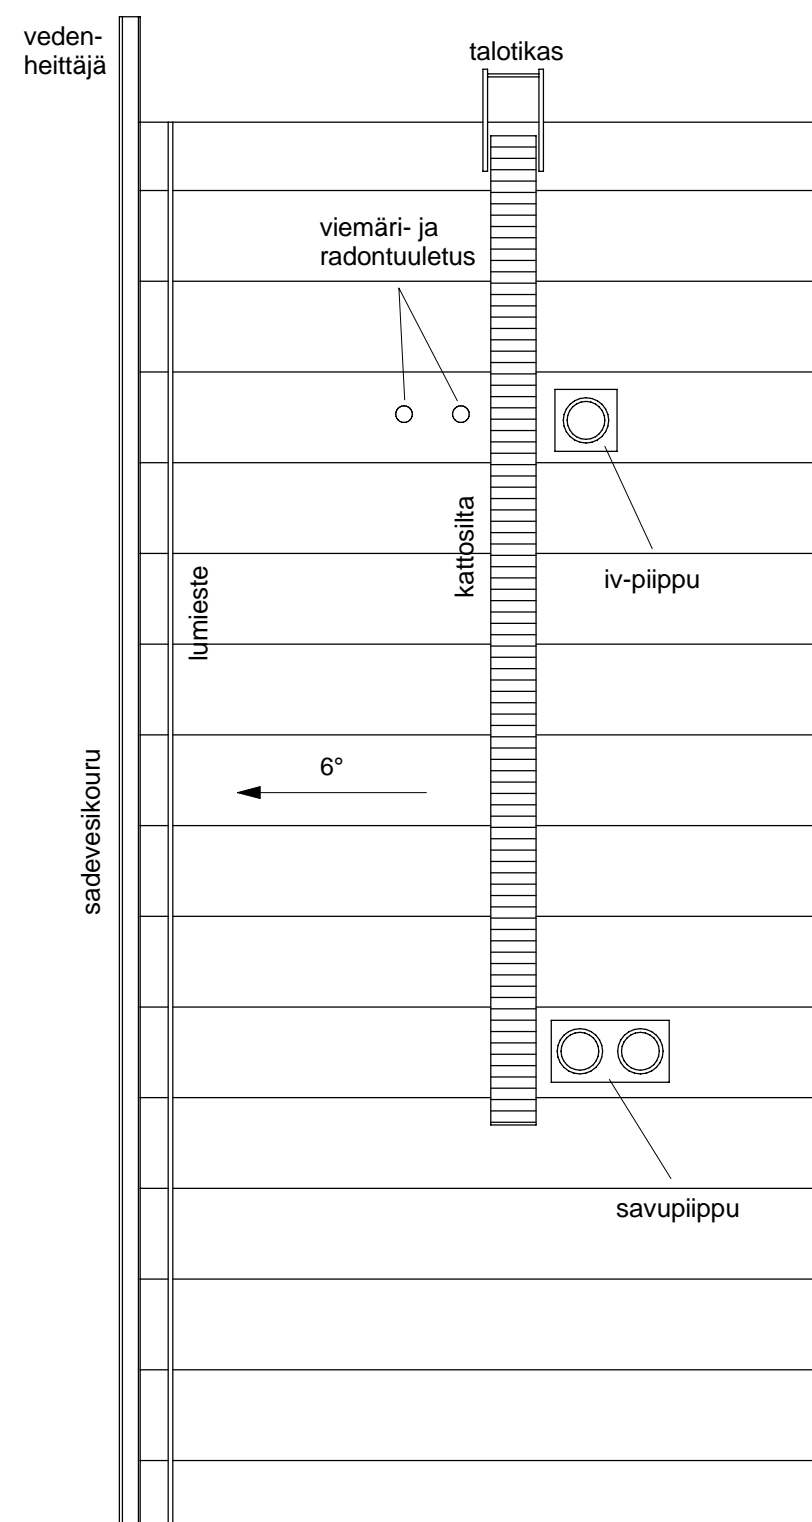 veden-
heittäjä
talotikas
viemäri- ja
radontuuletus
kattosilta
iv-piippu
lumieste
6°
sadevesikouru
savupiippu